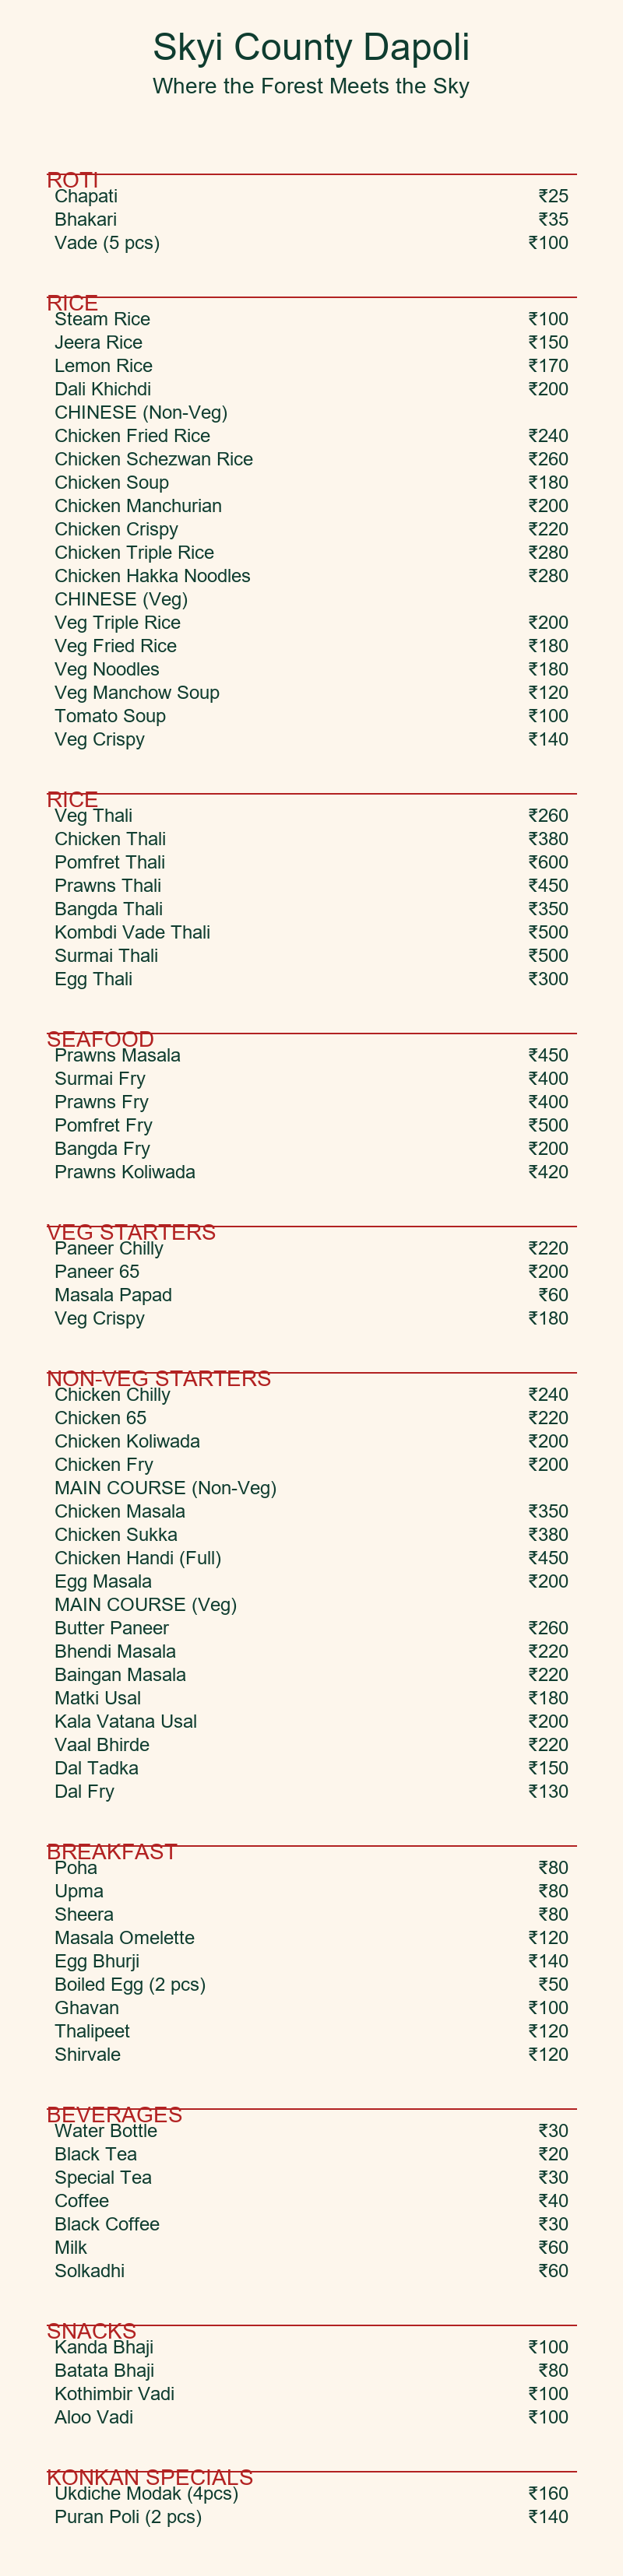 Skyi County Dapoli
Where the Forest Meets the Sky
ROTI
Chapati ₹25
Bhakari ₹35
Vade (5 pcs) ₹100
RICE
Steam Rice ₹100
Jeera Rice ₹150
Lemon Rice ₹170
Dali Khichdi ₹200
CHINESE (Non-Veg)
Chicken Fried Rice ₹240
Chicken Schezwan Rice ₹260
Chicken Soup ₹180
Chicken Manchurian ₹200
Chicken Crispy ₹220
Chicken Triple Rice ₹280
Chicken Hakka Noodles ₹280
CHINESE (Veg)
Veg Triple Rice ₹200
Veg Fried Rice ₹180
Veg Noodles ₹180
Veg Manchow Soup ₹120
Tomato Soup ₹100
Veg Crispy ₹140
RICE
Veg Thali ₹260
Chicken Thali ₹380
Pomfret Thali ₹600
Prawns Thali ₹450
Bangda Thali ₹350
Kombdi Vade Thali ₹500
Surmai Thali ₹500
Egg Thali ₹300
SEAFOOD
Prawns Masala ₹450
Surmai Fry ₹400
Prawns Fry ₹400
Pomfret Fry ₹500
Bangda Fry ₹200
Prawns Koliwada ₹420
VEG STARTERS
Paneer Chilly ₹220
Paneer 65 ₹200
Masala Papad ₹60
Veg Crispy ₹180
NON-VEG STARTERS
Chicken Chilly ₹240
Chicken 65 ₹220
Chicken Koliwada ₹200
Chicken Fry ₹200
MAIN COURSE (Non-Veg)
Chicken Masala ₹350
Chicken Sukka ₹380
Chicken Handi (Full) ₹450
Egg Masala ₹200
MAIN COURSE (Veg)
Butter Paneer ₹260
Bhendi Masala ₹220
Baingan Masala ₹220
Matki Usal ₹180
Kala Vatana Usal ₹200
Vaal Bhirde ₹220
Dal Tadka ₹150
Dal Fry ₹130
BREAKFAST
Poha ₹80
Upma ₹80
Sheera ₹80
Masala Omelette ₹120
Egg Bhurji ₹140
Boiled Egg (2 pcs) ₹50
Ghavan ₹100
Thalipeet ₹120
Shirvale ₹120
BEVERAGES
Water Bottle ₹30
Black Tea ₹20
Special Tea ₹30
Coffee ₹40
Black Coffee ₹30
Milk ₹60
Solkadhi ₹60
SNACKS
Kanda Bhaji ₹100
Batata Bhaji ₹80
Kothimbir Vadi ₹100
Aloo Vadi ₹100
KONKAN SPECIALS
Ukdiche Modak (4pcs) ₹160
Puran Poli (2 pcs) ₹140